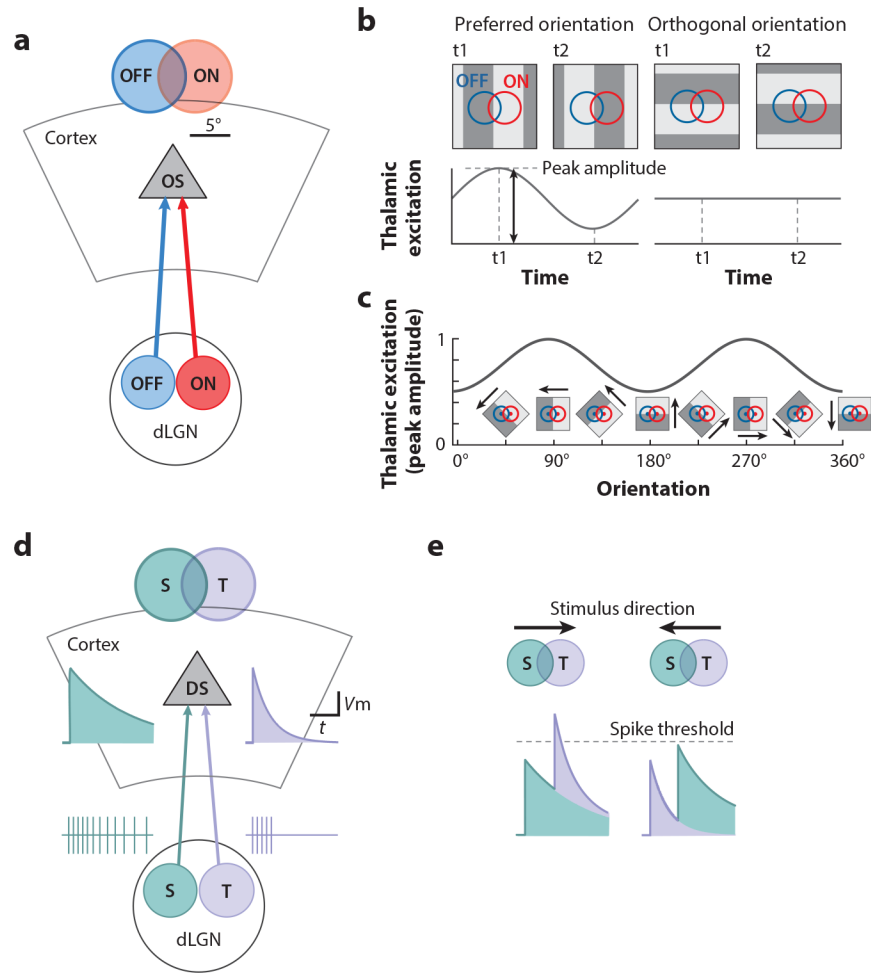 a
OFF
ON
5°
Cortex
OS
OFF
ON
dLGN
b
Preferred orientation
Orthogonal orientation
t1
t2
t1
t2
OFF
ON
Thalamic
excitation
Peak amplitude
t1
t2
t1
t2
Time
Time
c
Thalamic excitation
(peak amplitude)
1
0
0°
90°
180°
270°
360°
Orientation
d
S
T
Cortex
DS
Vm
t
S
T
dLGN
e
Stimulus direction
S
T
S
T
Spike threshold